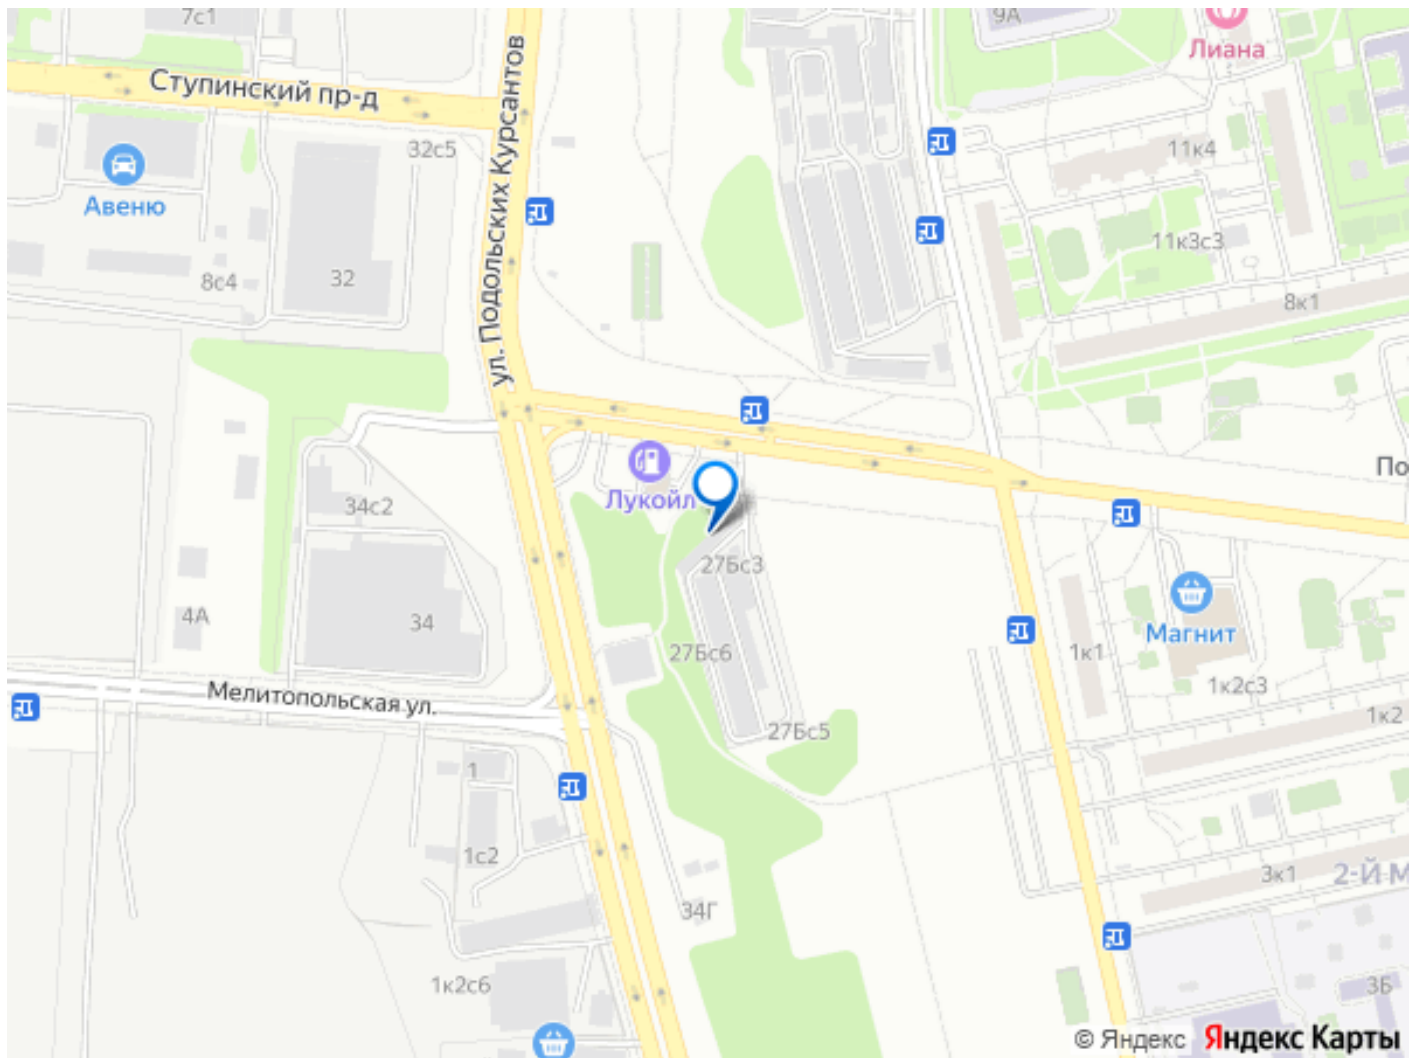 7с1
9А
Лиана
Ступинский пр-д
ул. Подольских Курсантов
32с5
11к4
Авеню
11к3с3
32
8с4
8к1
Лукойл
По
34с2
27Бс3
4А
34
Магнит
27Бс6
1к1
1к2с3
Мелитопольская ул.
1к2
27Бс5
1
1с2
3к1
2-Й М
34Г
1к2с6
3Б
© Яндекс Яндекс Карты